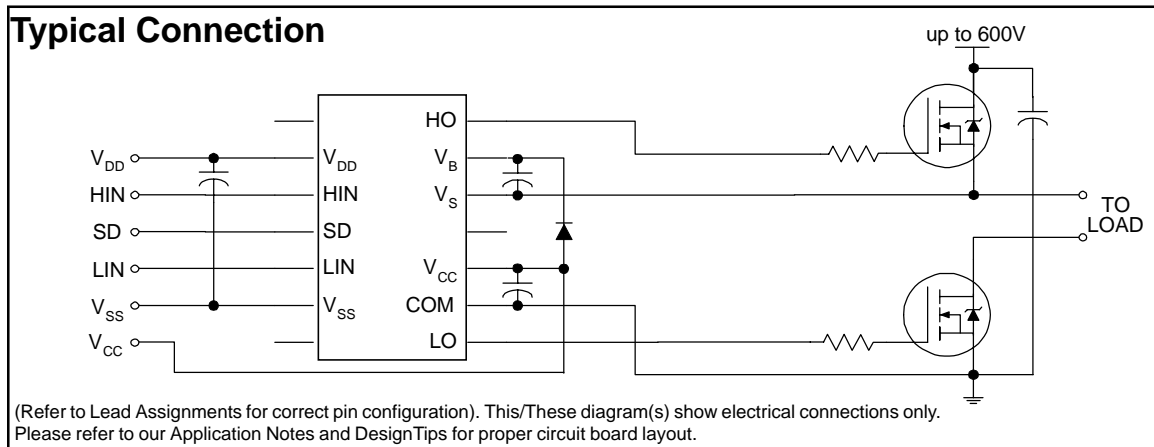 Typical Connection
up to 600V
HO
V_DD
V_DD
V_B
HIN
HIN
V_S
TO
LOAD
SD
SD
LIN
LIN
V_CC
V_SS
V_SS
COM
V_CC
LO
(Refer to Lead Assignments for correct pin configuration). This/These diagram(s) show electrical connections only.
Please refer to our Application Notes and DesignTips for proper circuit board layout.